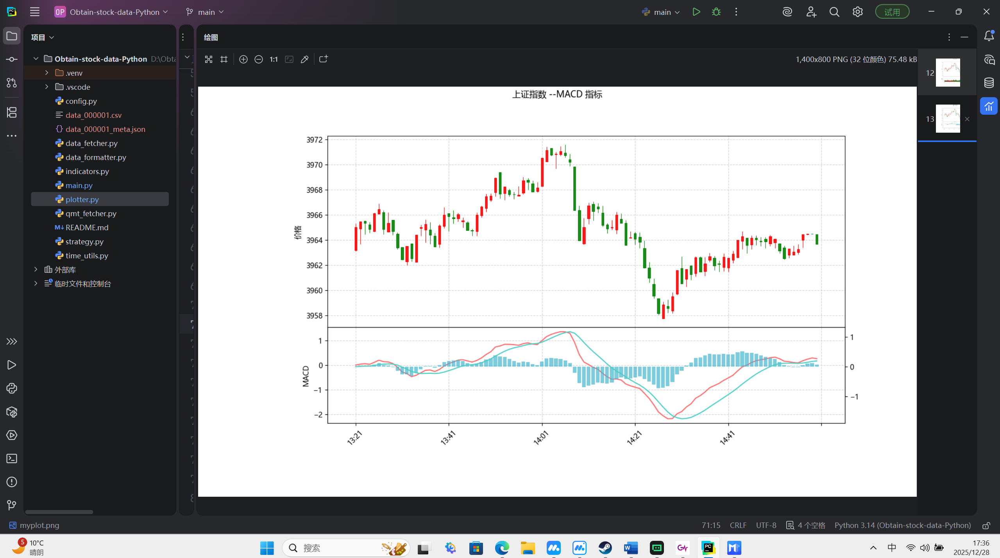 OP Obtain-stock-data-Python
main
main
试用
项目
绘图
Obtain-stock-data-Python D:\Obta
.venv
.vscode
config.py
data_000001.csv
data_000001_meta.json
data_fetcher.py
data_formatter.py
indicators.py
main.py
plotter.py
qmt_fetcher.py
M↓ README.md
strategy.py
time_utils.py
外部库
临时文件和控制台
1:1
1,400x800 PNG (32 位颜色) 75.48 kB
12
13
上证指数 --MACD 指标
3972
3970
3968
3966
3964
3962
3960
3958
价格
1
0
−1
−2
MACD
1
0
−1
13:21
13:41
14:01
14:21
14:41
myplot.png
71:15
CRLF
UTF-8
4 个空格
Python 3.14 (Obtain-stock-data-Python)
5
10°C
晴朗
搜索
中
17:36
2025/12/28